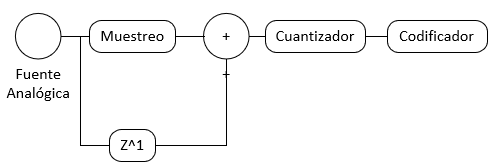 Muestreo
+
Cuantizador
Codificador
Fuente
Analógica
+
Z^1